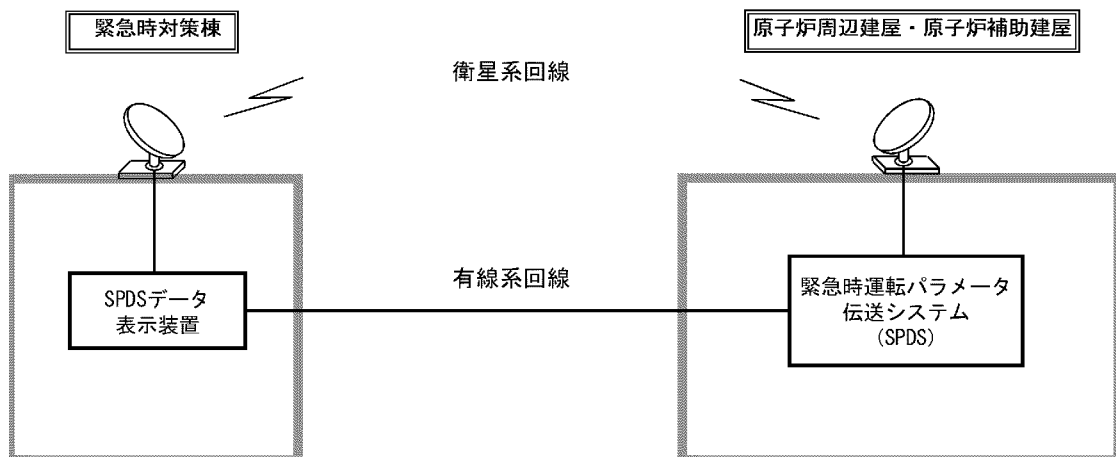 緊急時対策棟
原子炉周辺建屋・原子炉補助建屋
衛星系回線
有線系回線
SPDSデータ
表示装置
緊急時運転パラメータ
伝送システム
(SPDS)